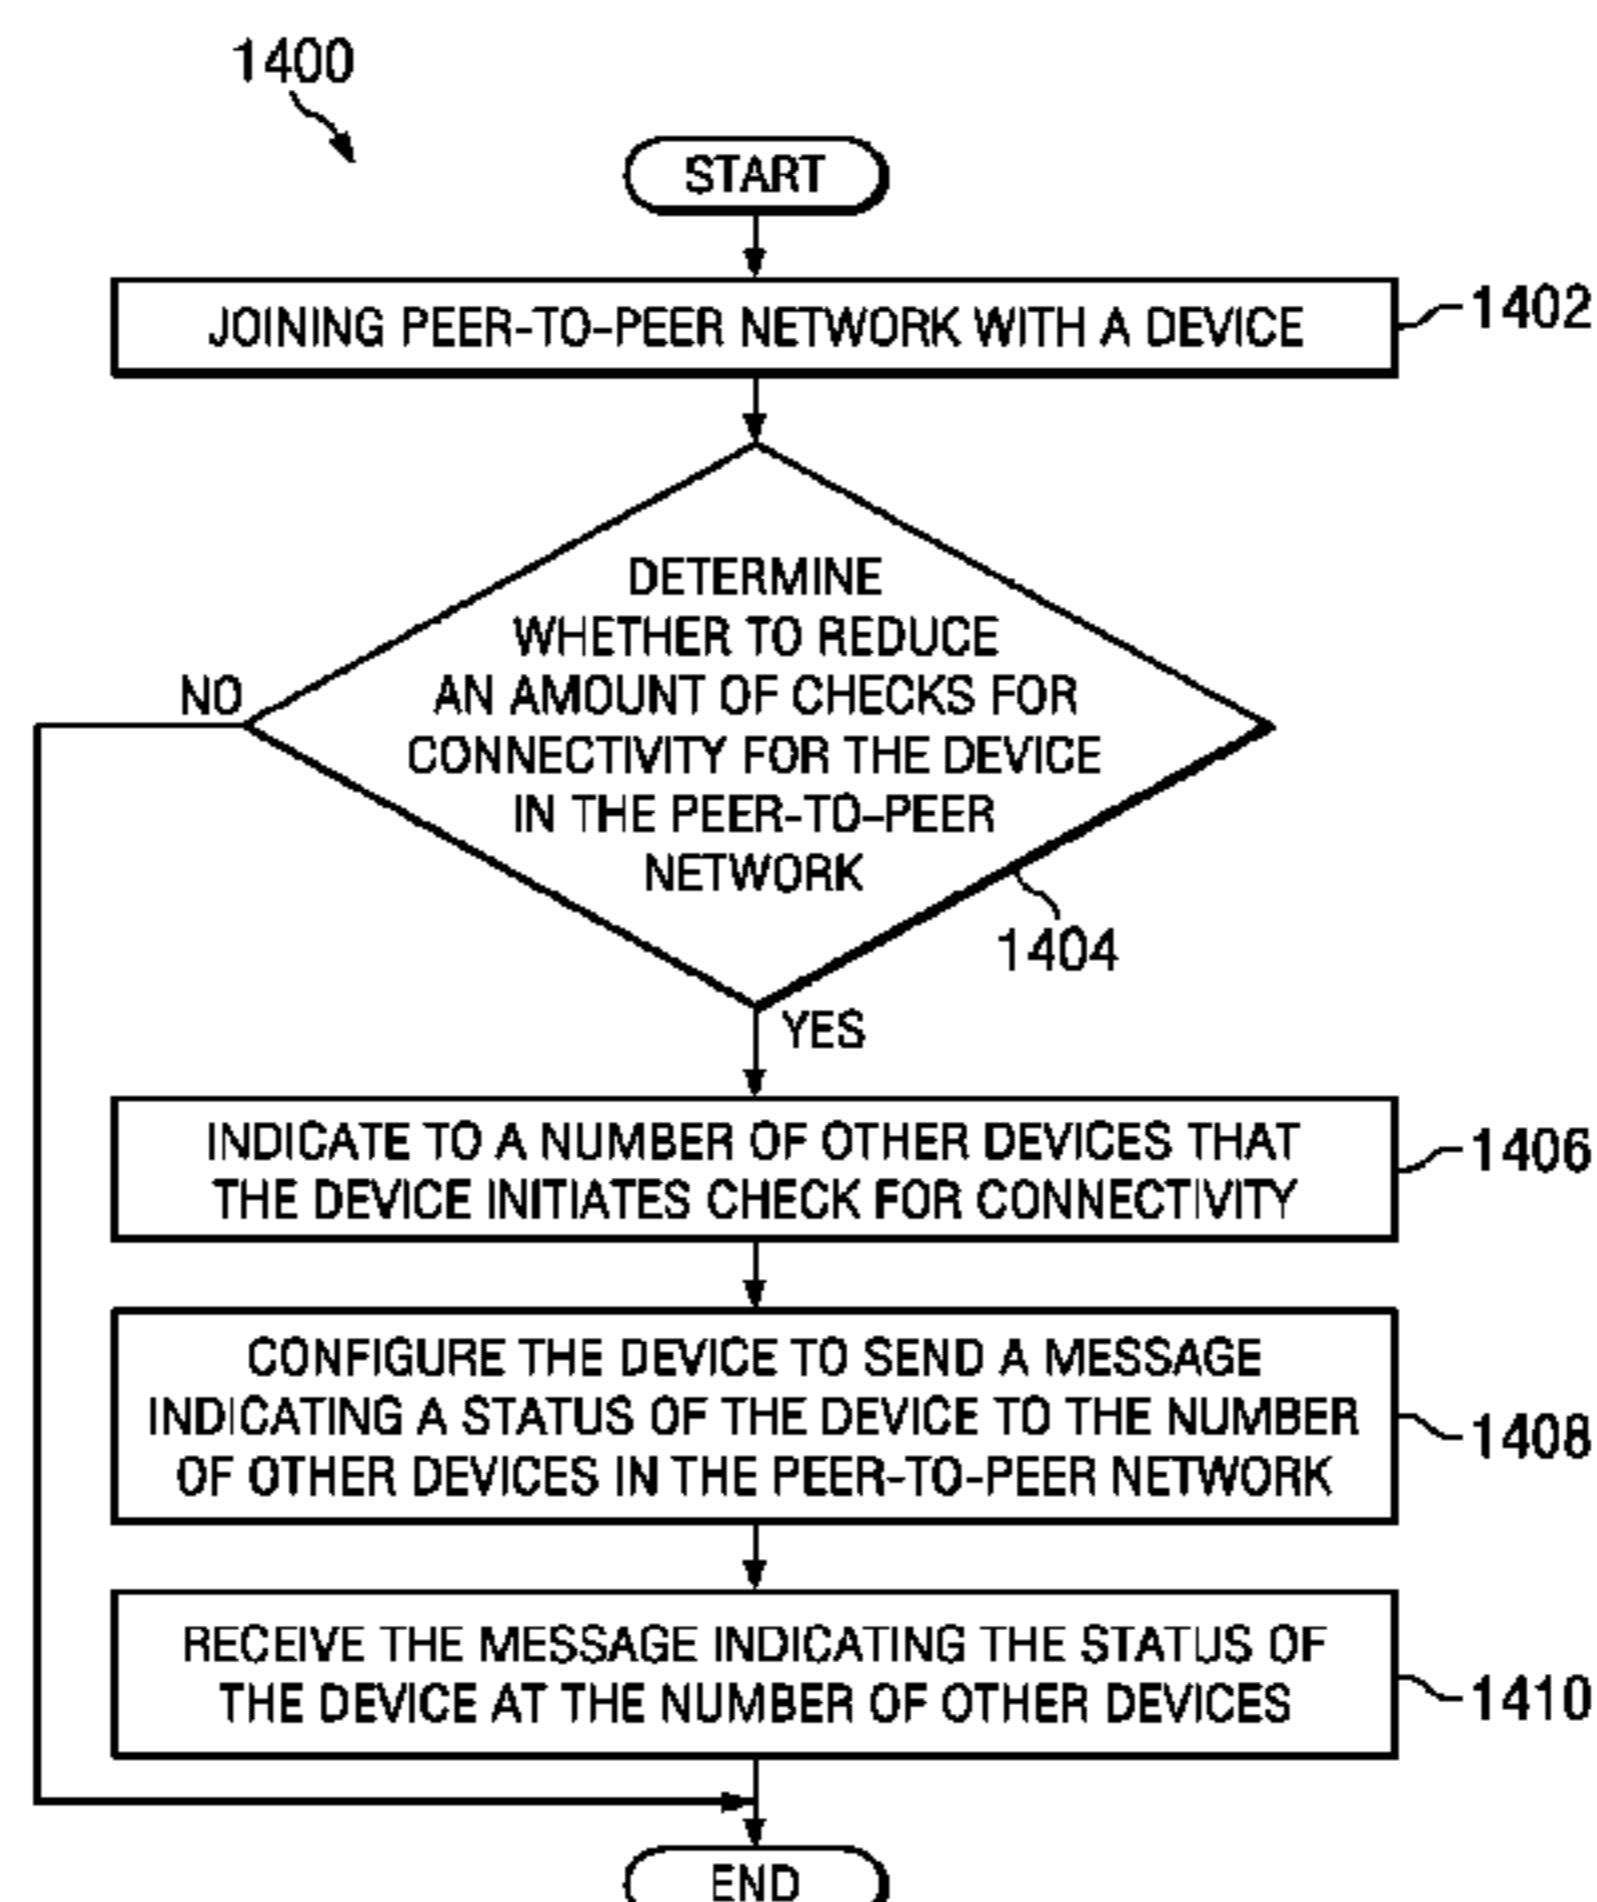 1400
START
JOINING PEER-TO-PEER NETWORK WITH A DEVICE
1402
DETERMINE
WHETHER TO REDUCE
AN AMOUNT OF CHECKS FOR
CONNECTIVITY FOR THE DEVICE
IN THE PEER-TO-PEER
NETWORK
NO
1404
YES
INDICATE TO A NUMBER OF OTHER DEVICES THAT
THE DEVICE INITIATES CHECK FOR CONNECTIVITY
1406
CONFIGURE THE DEVICE TO SEND A MESSAGE
INDICATING A STATUS OF THE DEVICE TO THE NUMBER
OF OTHER DEVICES IN THE PEER-TO-PEER NETWORK
1408
RECEIVE THE MESSAGE INDICATING THE STATUS OF
THE DEVICE AT THE NUMBER OF OTHER DEVICES
1410
END